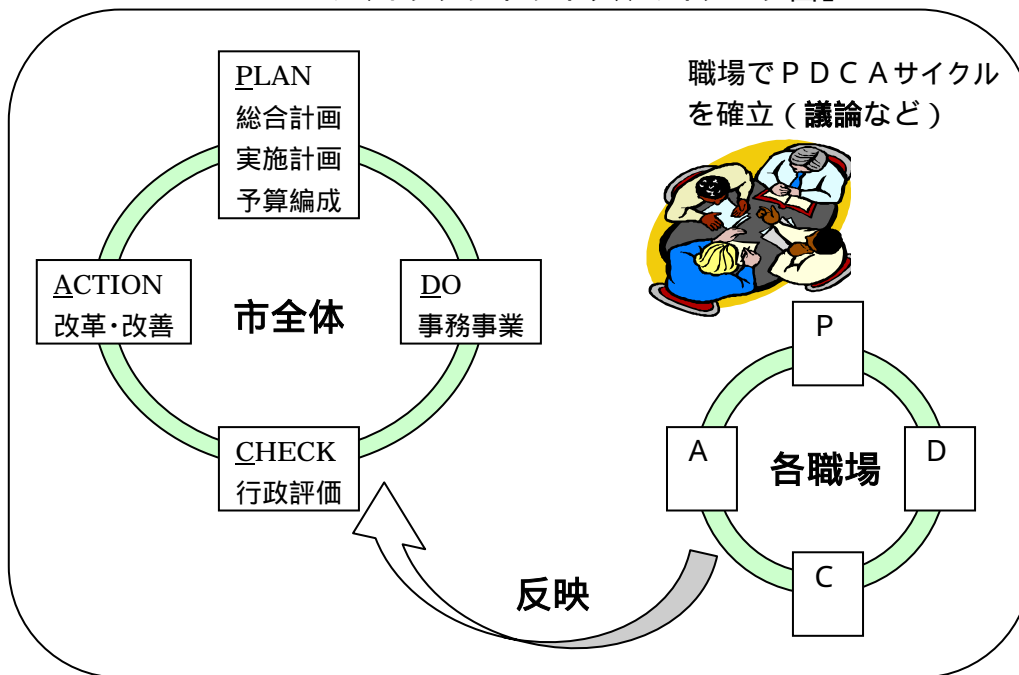 PLAN
総合計画
実施計画
予算編成
ACTION
改革・改善
市全体
DO
事務事業
CHECK
行政評価
職場でＰＤＣＡサイクル
を確立（議論など）
P
A
各職場
D
C
反映